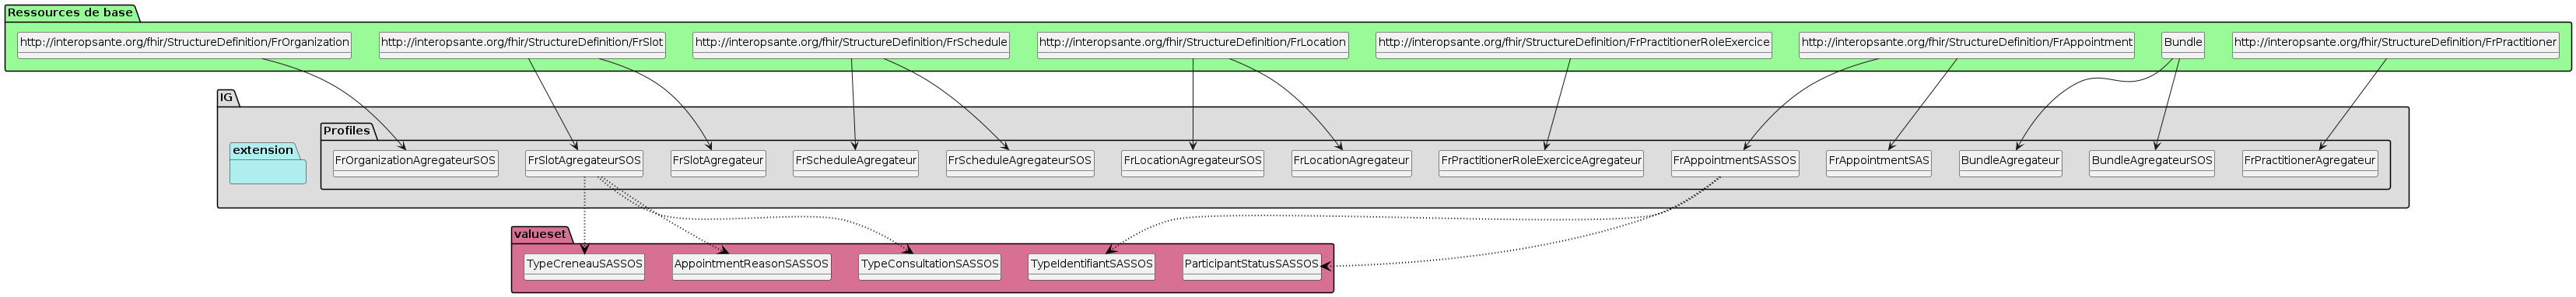 Ressources de base
http://interopsante.org/fhir/StructureDefinition/FrOrganization
http://interopsante.org/fhir/StructureDefinition/FrSlot
http://interopsante.org/fhir/StructureDefinition/FrSchedule
http://interopsante.org/fhir/StructureDefinition/FrLocation
http://interopsante.org/fhir/StructureDefinition/FrPractitionerRoleExercice
http://interopsante.org/fhir/StructureDefinition/FrAppointment
Bundle
http://interopsante.org/fhir/StructureDefinition/FrPractitioner
IG
Profiles
extension
FrOrganizationAgregateurSOS
FrSlotAgregateurSOS
FrSlotAgregateur
FrScheduleAgregateur
FrScheduleAgregateurSOS
FrLocationAgregateurSOS
FrLocationAgregateur
FrPractitionerRoleExerciceAgregateur
FrAppointmentSASSOS
FrAppointmentSAS
BundleAgregateur
BundleAgregateurSOS
FrPractitionerAgregateur
valueset
TypeCreneauSASSOS
AppointmentReasonSASSOS
TypeConsultationSASSOS
TypeIdentifiantSASSOS
ParticipantStatusSASSOS